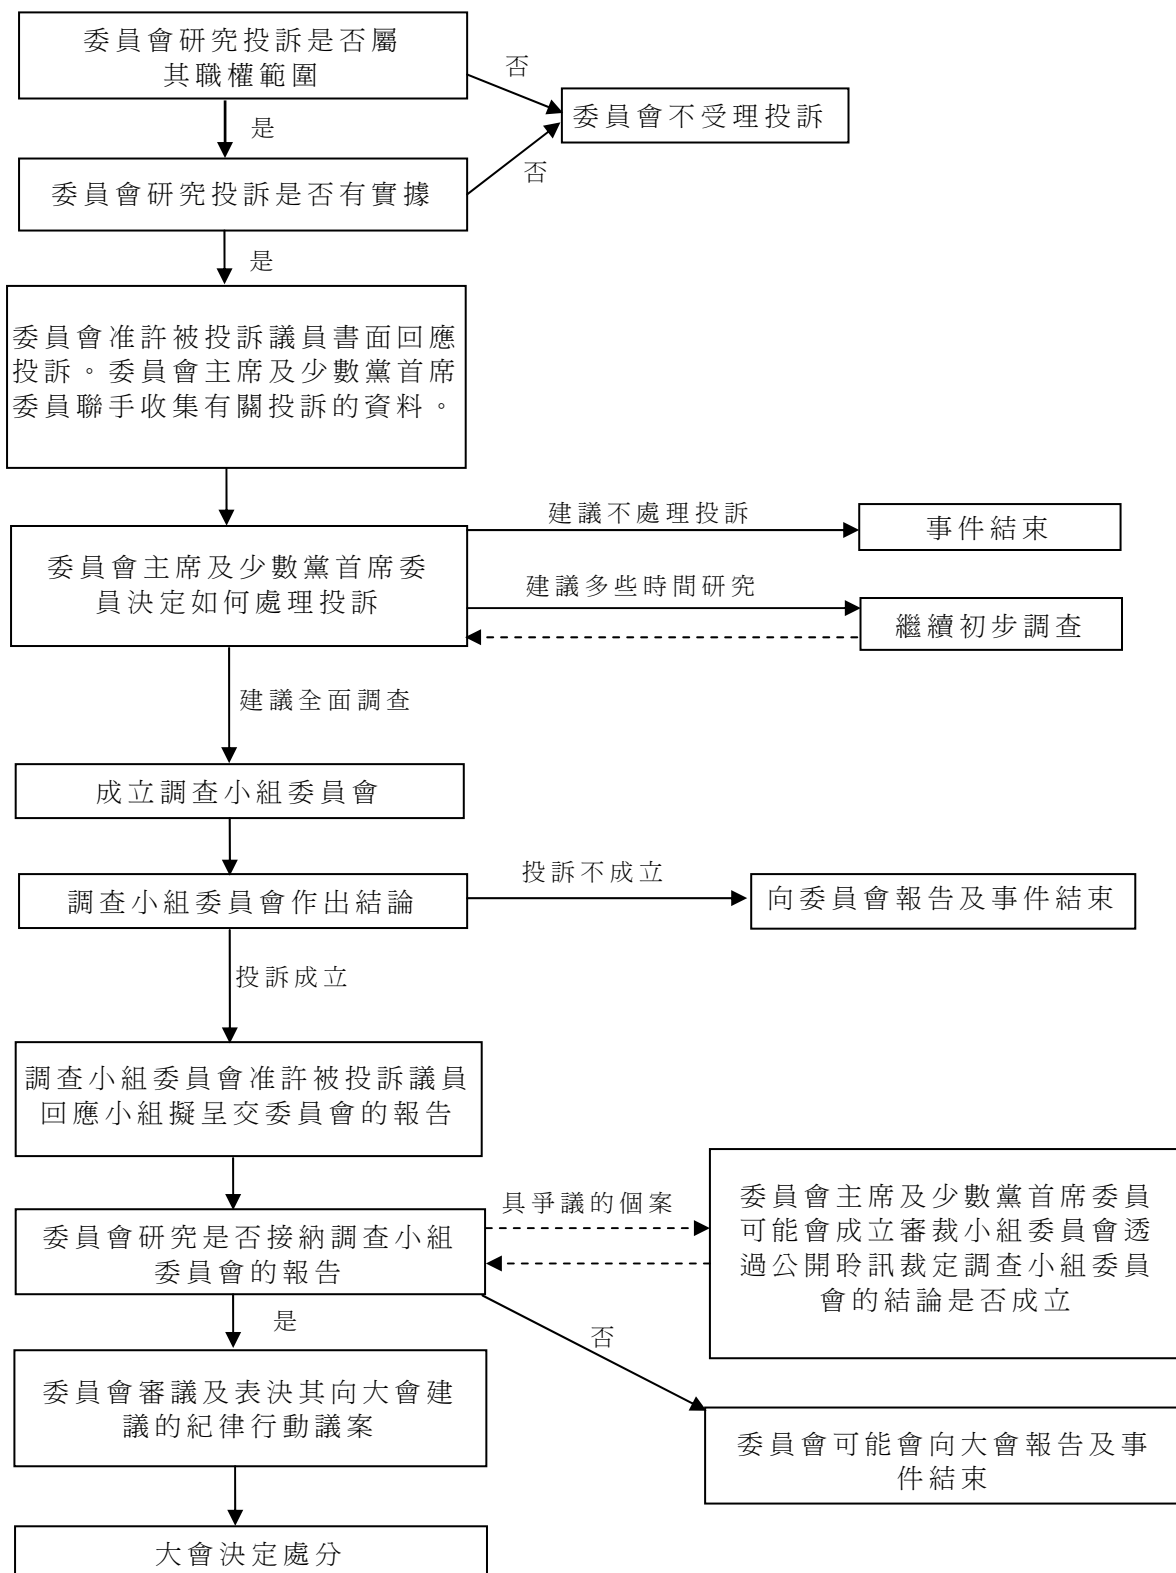 委員會研究投訴是否屬
其職權範圍
否
委員會不受理投訴
是
否
委員會研究投訴是否有實據
是
委員會准許被投訴議員書面回應
投訴。委員會主席及少數黨首席
委員聯手收集有關投訴的資料。
建議不處理投訴
事件結束
委員會主席及少數黨首席委
員決定如何處理投訴
建議多些時間研究
繼續初步調查
建議全面調查
成立調查小組委員會
投訴不成立
調查小組委員會作出結論
向委員會報告及事件結束
投訴成立
調查小組委員會准許被投訴議員
回應小組擬呈交委員會的報告
具爭議的個案
委員會主席及少數黨首席委員
可能會成立審裁小組委員會透
過公開聆訊裁定調查小組委員
會的結論是否成立
委員會研究是否接納調查小組
委員會的報告
是
否
委員會審議及表決其向大會建
議的紀律行動議案
委員會可能會向大會報告及事
件結束
大會決定處分